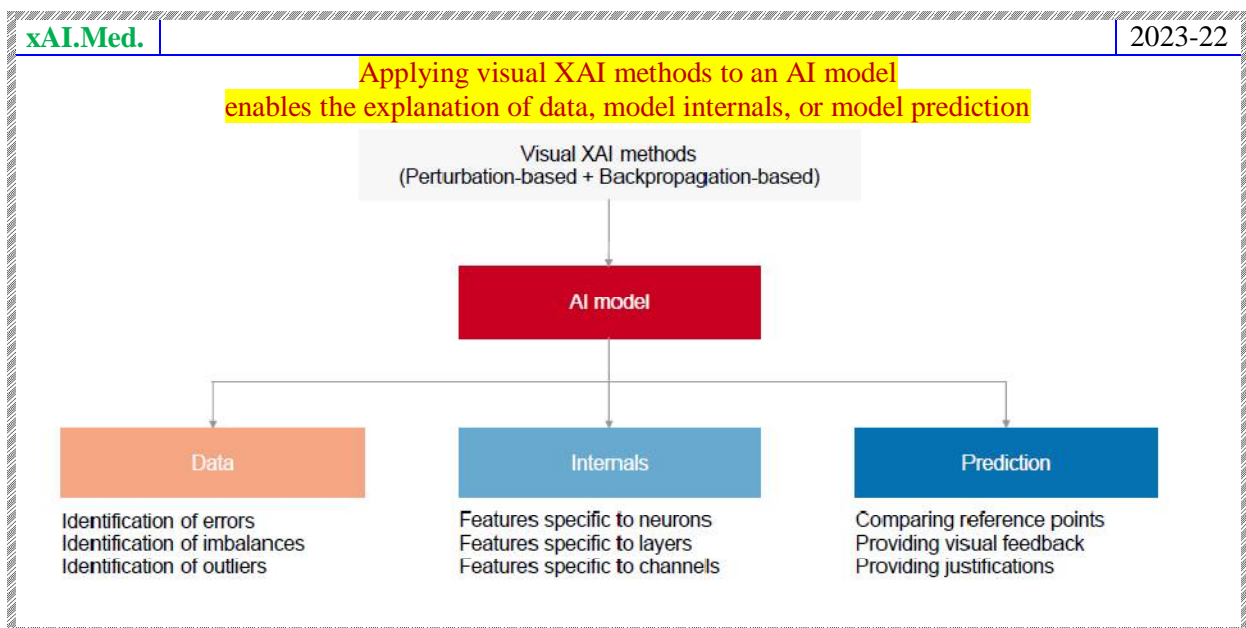 xAI.Med.
2023-22
Applying visual XAI methods to an AI model
enables the explanation of data, model internals, or model prediction
Visual XAI methods
(Perturbation-based + Backpropagation-based)
AI model
Data
Identification of errors
Identification of imbalances
Identification of outliers
Internals
Features specific to neurons
Features specific to layers
Features specific to channels
Prediction
Comparing reference points
Providing visual feedback
Providing justifications